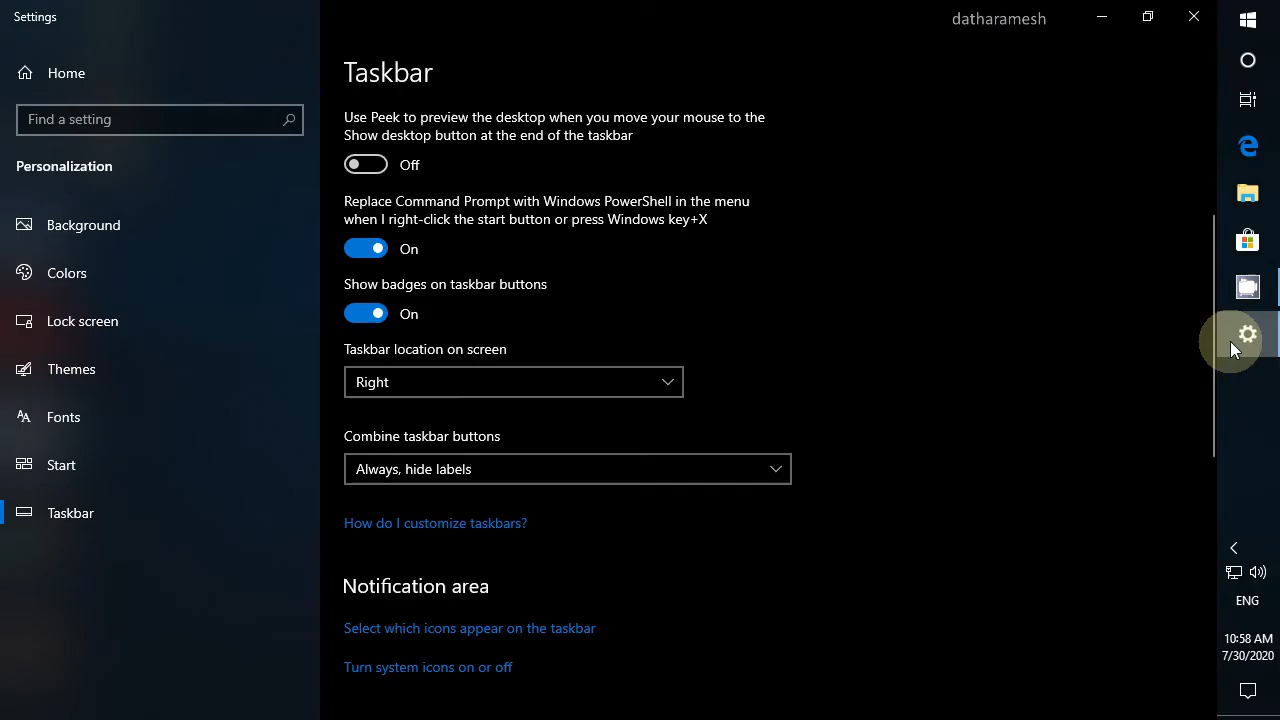 Settings
datharamesh
Home
Find a setting
Personalization
Background
Colors
Lock screen
Themes
Fonts
Start
Taskbar
Taskbar
Use Peek to preview the desktop when you move your mouse to the
Show desktop button at the end of the taskbar
Off
Replace Command Prompt with Windows PowerShell in the menu
when I right-click the start button or press Windows key+X
On
Show badges on taskbar buttons
On
Taskbar location on screen
Right
Combine taskbar buttons
Always, hide labels
How do I customize taskbars?
Notification area
Select which icons appear on the taskbar
Turn system icons on or off
ENG
10:58 AM
7/30/2020